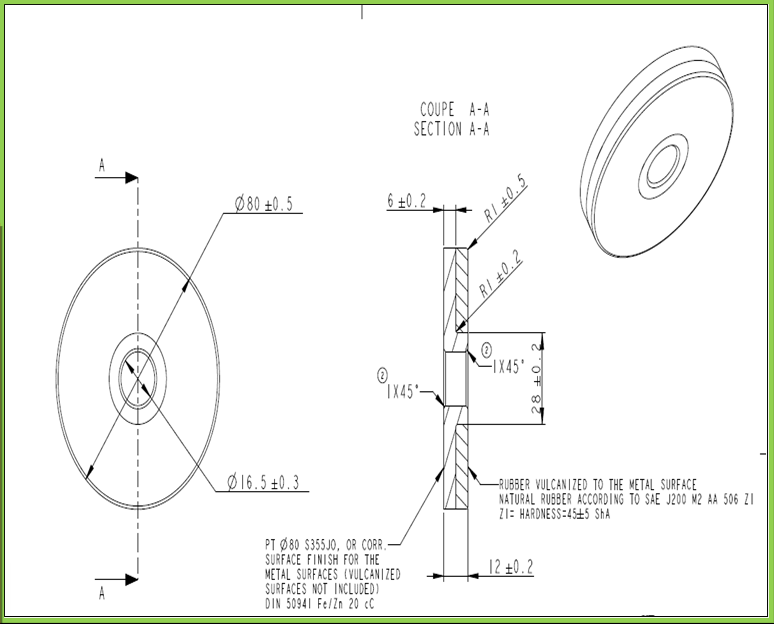 COUPE A-A
SECTION A-A
A
Ø80 ±0.5
6 ±0.2
R1 ±0.5
R1 ±0.2
2
1X45°
2
1X45°
28 ±0.2
Ø16.5 ±0.3
RUBBER VULCANIZED TO THE METAL SURFACE
NATURAL RUBBER ACCORDING TO SAE J200 M2 AA 506 Z1
Z1= HARDNESS=45±5 ShA
PT Ø80 S355J0, OR CORR.
SURFACE FINISH FOR THE
METAL SURFACES (VULCANIZED
SURFACES NOT INCLUDED)
DIN 50941 Fe/Zn 20 cC
12 ±0.2
A